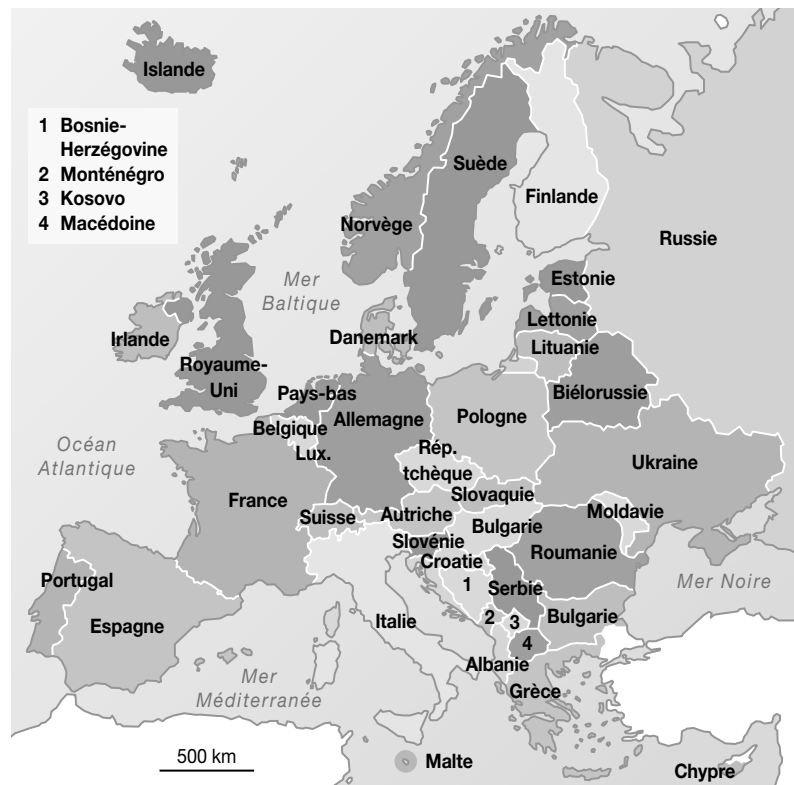 Islande
1 Bosnie-
Herzégovine
2 Monténégro
3 Kosovo
4 Macédoine
Suède
Finlande
Norvège
Russie
Mer
Baltique
Estonie
Lettonie
Irlande
Danemark
Lituanie
Royaume-
Uni
Pays-bas
Biélorussie
Allemagne
Pologne
Belgique
Océan
Atlantique
Lux.
Rép.
tchèque
Ukraine
France
Slovaquie
Suisse
Autriche
Moldavie
Bulgarie
Slovénie
Roumanie
Croatie
Portugal
1
Serbie
Mer Noire
Espagne
Italie
2
3
Bulgarie
4
Mer
Méditerranée
Albanie
Grèce
500 km
Malte
Chypre